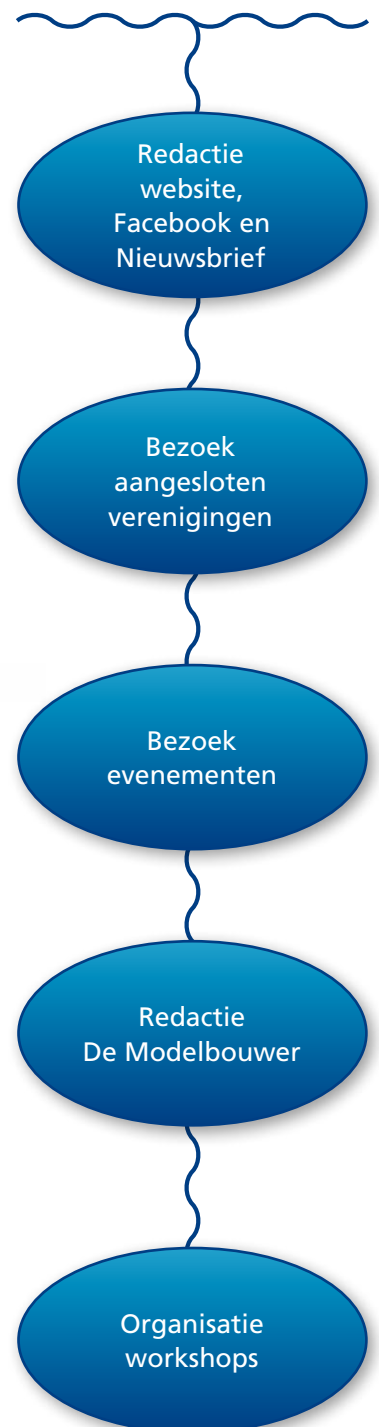 Redactie
website,
Facebook en
Nieuwsbrief
Bezoek
aangesloten
verenigingen
Bezoek
evenementen
Redactie
De Modelbouwer
Organisatie
workshops